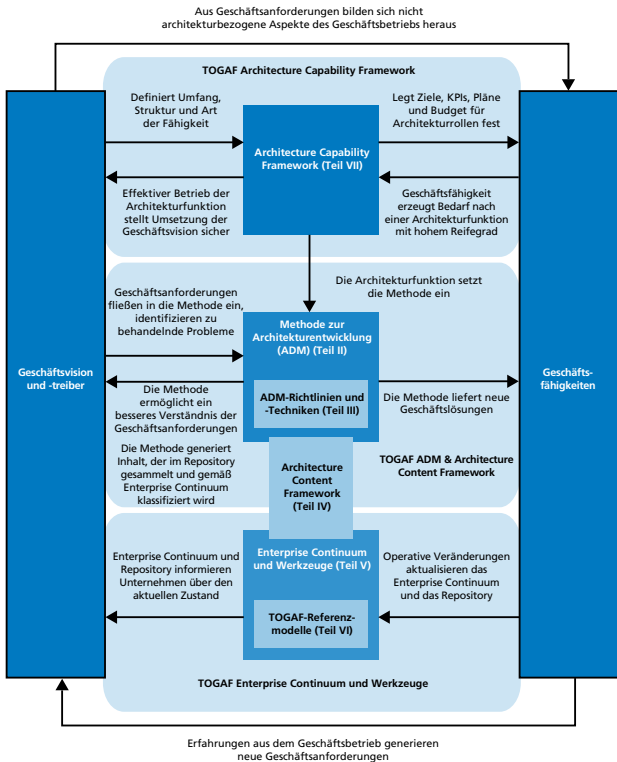 Aus Geschäftsanforderungen bilden sich nicht
architekturbezogene Aspekte des Geschäftsbetriebs heraus
TOGAF Architecture Capability Framework
Definiert Umfang,
Struktur und Art
der Fähigkeit
Legt Ziele, KPIs, Pläne
und Budget für
Architekturrollen fest
Architecture Capability
Framework (Teil VII)
Effektiver Betrieb der
Architekturfunktion
stellt Umsetzung der
Geschäftsvision sicher
Geschäftsfähigkeit
erzeugt Bedarf nach
einer Architekturfunktion
mit hohem Reifegrad
Die Architekturfunktion setzt
die Methode ein
Geschäftsanforderungen
fließen in die Methode ein,
identifizieren zu
behandelnde Probleme
Methode zur
Architekturentwicklung
(ADM) (Teil II)
Geschäftsvision
und -treiber
Geschäfts-
fähigkeiten
ADM-Richtlinien und
-Techniken (Teil III)
Die Methode
ermöglicht ein
besseres Verständnis der
Geschäftsanforderungen
Die Methode liefert neue
Geschäftslösungen
Die Methode generiert
Inhalt, der im Repository
gesammelt und gemäß
Enterprise Continuum
klassifiziert wird
Architecture
Content
Framework
(Teil IV)
TOGAF ADM & Architecture
Content Framework
Enterprise Continuum und
Repository informieren
Unternehmen über den
aktuellen Zustand
Enterprise Continuum
und Werkzeuge (Teil V)
Operative Veränderungen
aktualisieren das
Enterprise Continuum
und das Repository
TOGAF-Referenz-
modelle (Teil VI)
TOGAF Enterprise Continuum und Werkzeuge
Erfahrungen aus dem Geschäftsbetrieb generieren
neue Geschäftsanforderungen